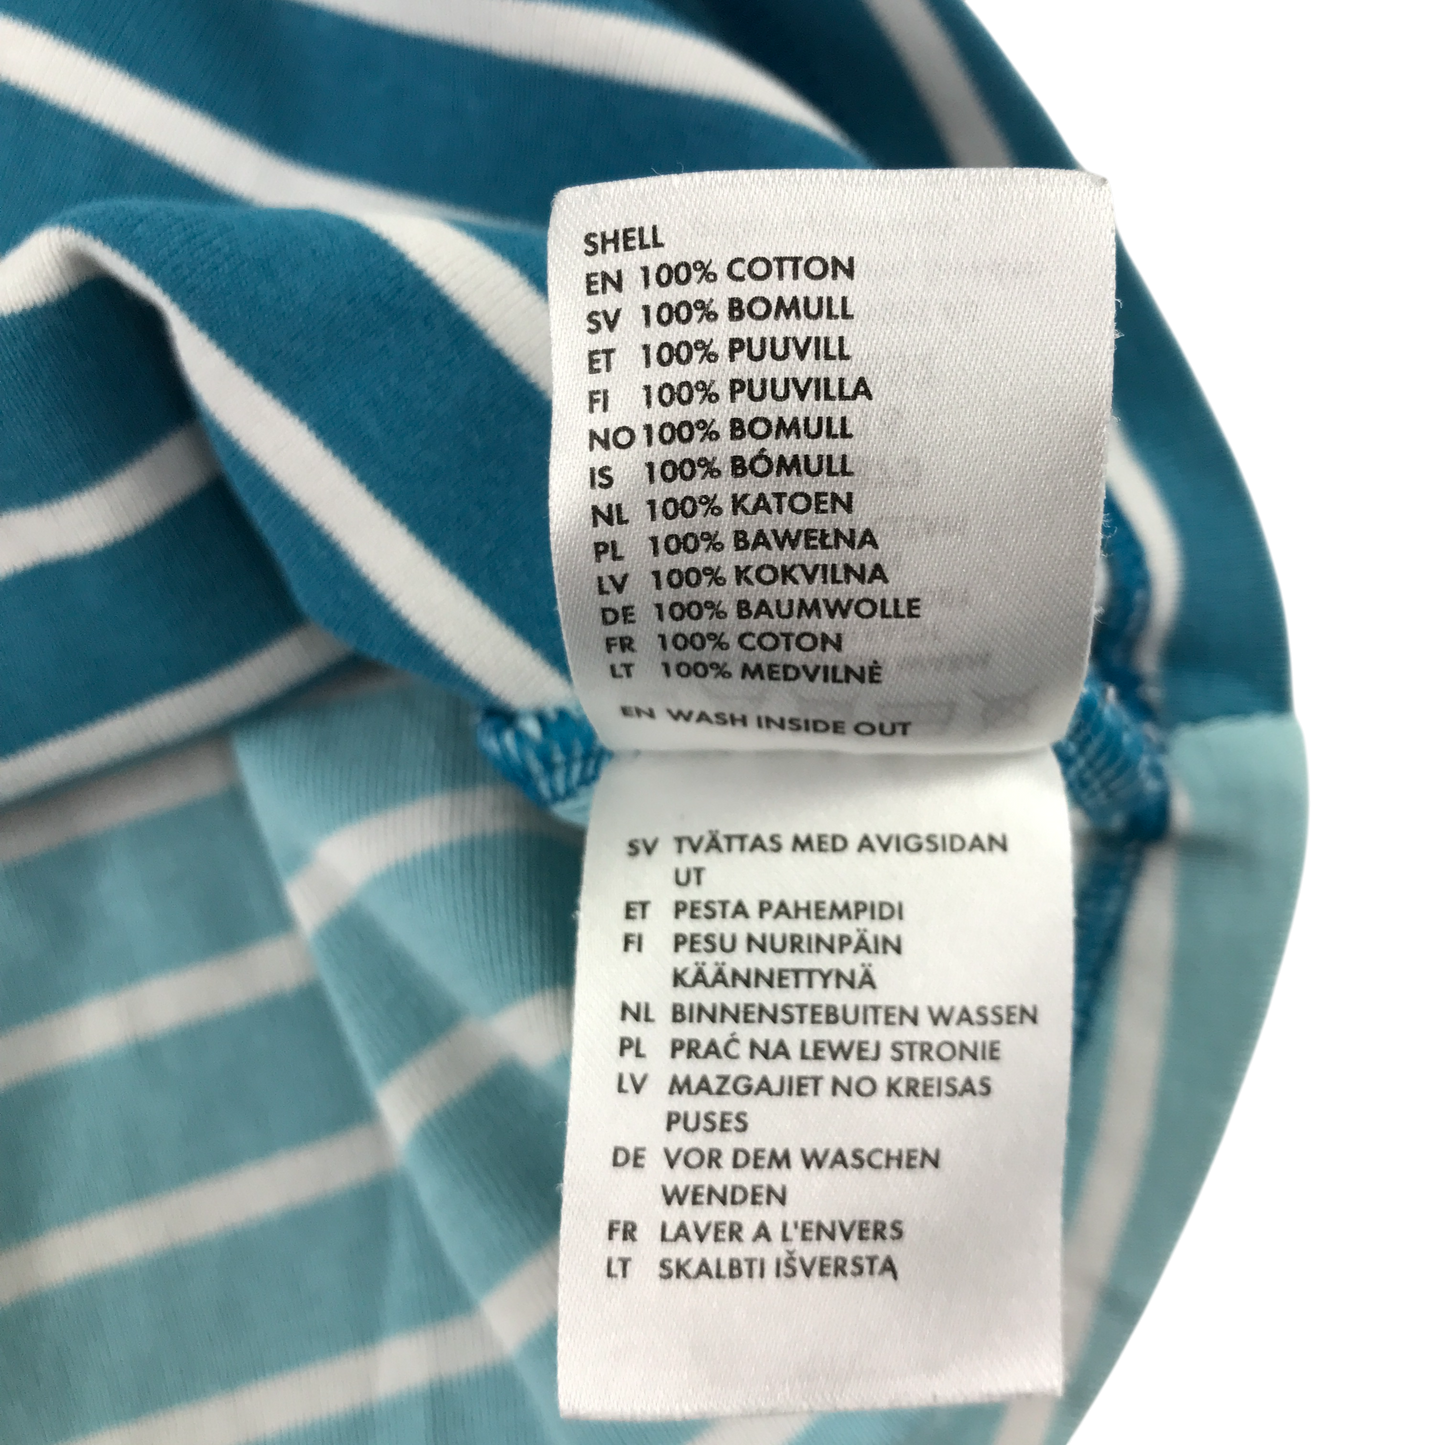 SHELL
EN 100% COTTON
SV 100% BOMULL
ET 100% PUUVILL
FI 100% PUUVILLA
NO 100% BOMULL
IS 100% BÓMULL
NL 100% KATOEN
PL 100% BAWEŁNA
LV 100% KOKVILNA
DE 100% BAUMWOLLE
FR 100% COTON
LT 100% MEDVILNĖ
EN WASH INSIDE OUT
SV TVÄTTAS MED AVIGSIDAN
UT
ET PESTA PAHEMPIDI
FI PESU NURINPÄIN
KÄÄNNETTYNÄ
NL BINNENSTEBUITEN WASSEN
PL PRAĆ NA LEWEJ STRONIE
LV MAZGAJIET NO KREISAS
PUSES
DE VOR DEM WASCHEN
WENDEN
FR LAVER A L'ENVERS
LT SKALBTI IŠVERSTĄ